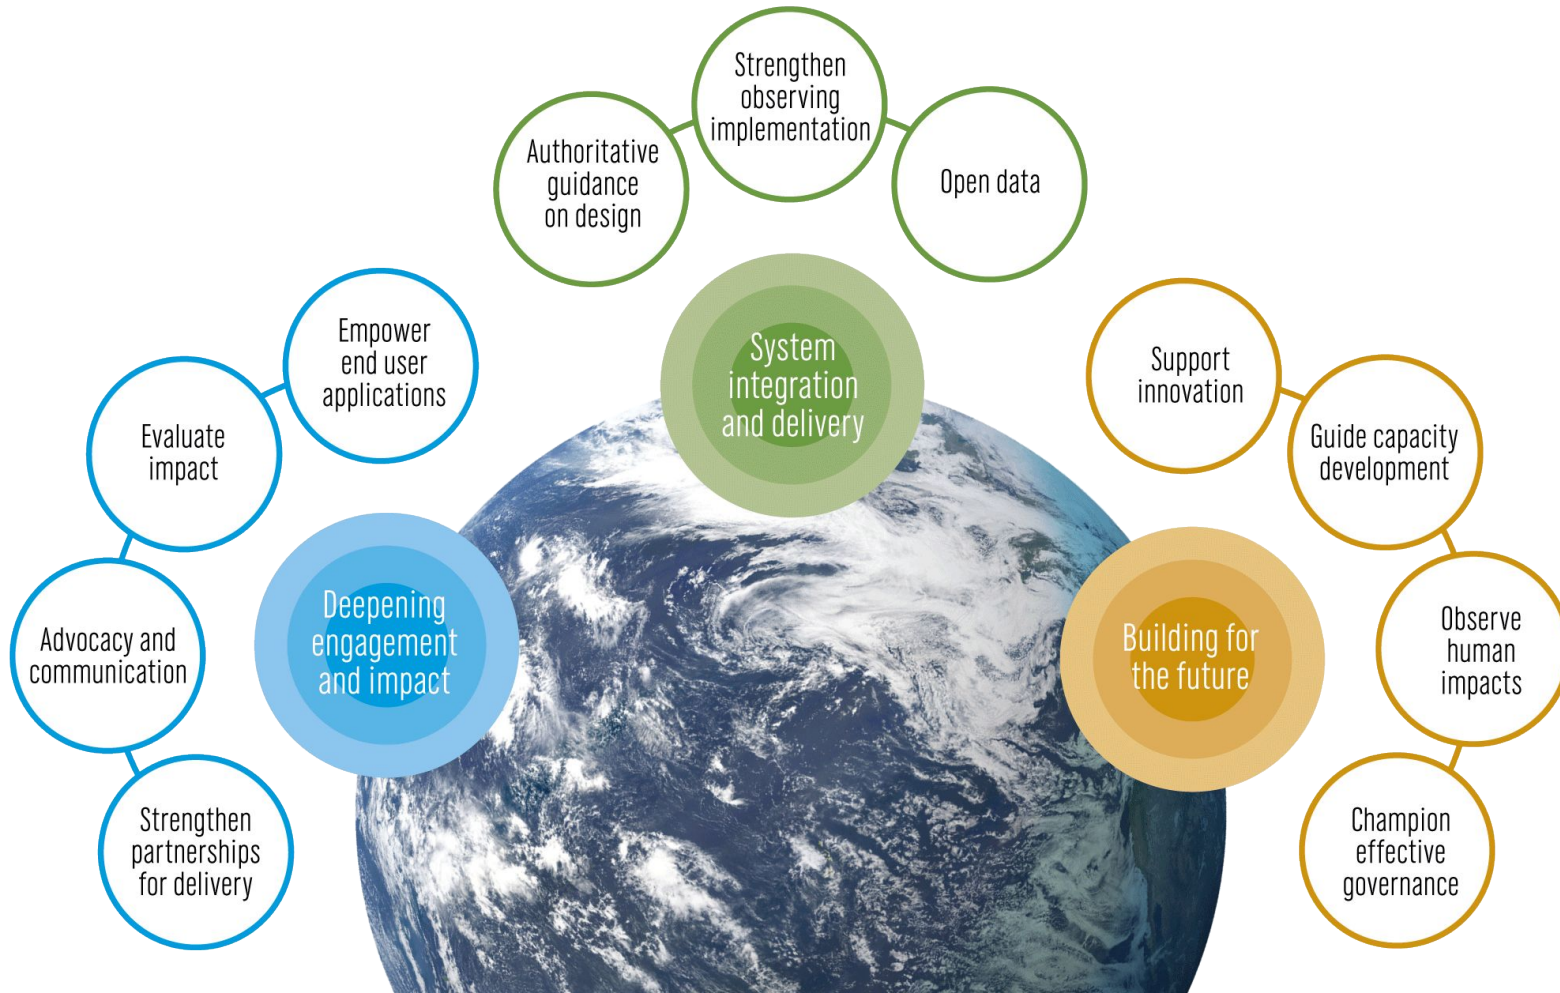 Strengthen
observing
implementation
Authoritative
guidance
on design
Open data
System
integration
and delivery
Empower
end user
applications
Evaluate
impact
Advocacy and
communication
Strengthen
partnerships
for delivery
Deepening
engagement
and impact
Support
innovation
Guide capacity
development
Observe
human
impacts
Champion
effective
governance
Building for
the future